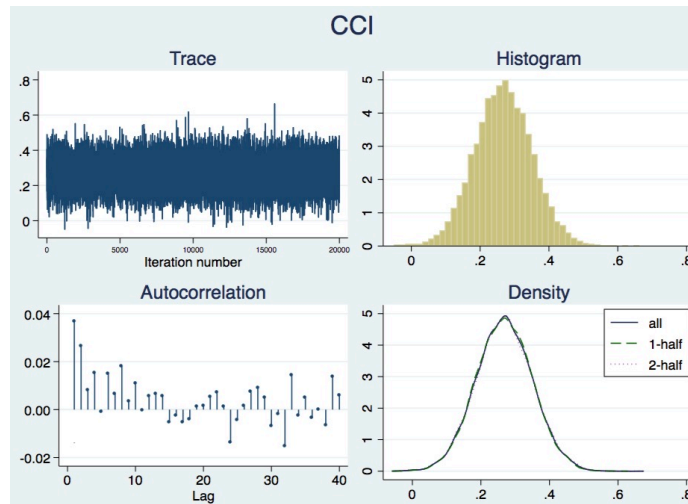 CCI
Trace
.8
.6
.4
.2
0
0 5000 10000 15000 20000
Iteration number
Histogram
5
4
3
2
1
0
0 .2 .4 .6 .8
Autocorrelation
0.04
0.02
0.00
-0.02
0 10 20 30 40
Lag
Density
5
4
3
2
1
0
all
1-half
2-half
0 .2 .4 .6 .8